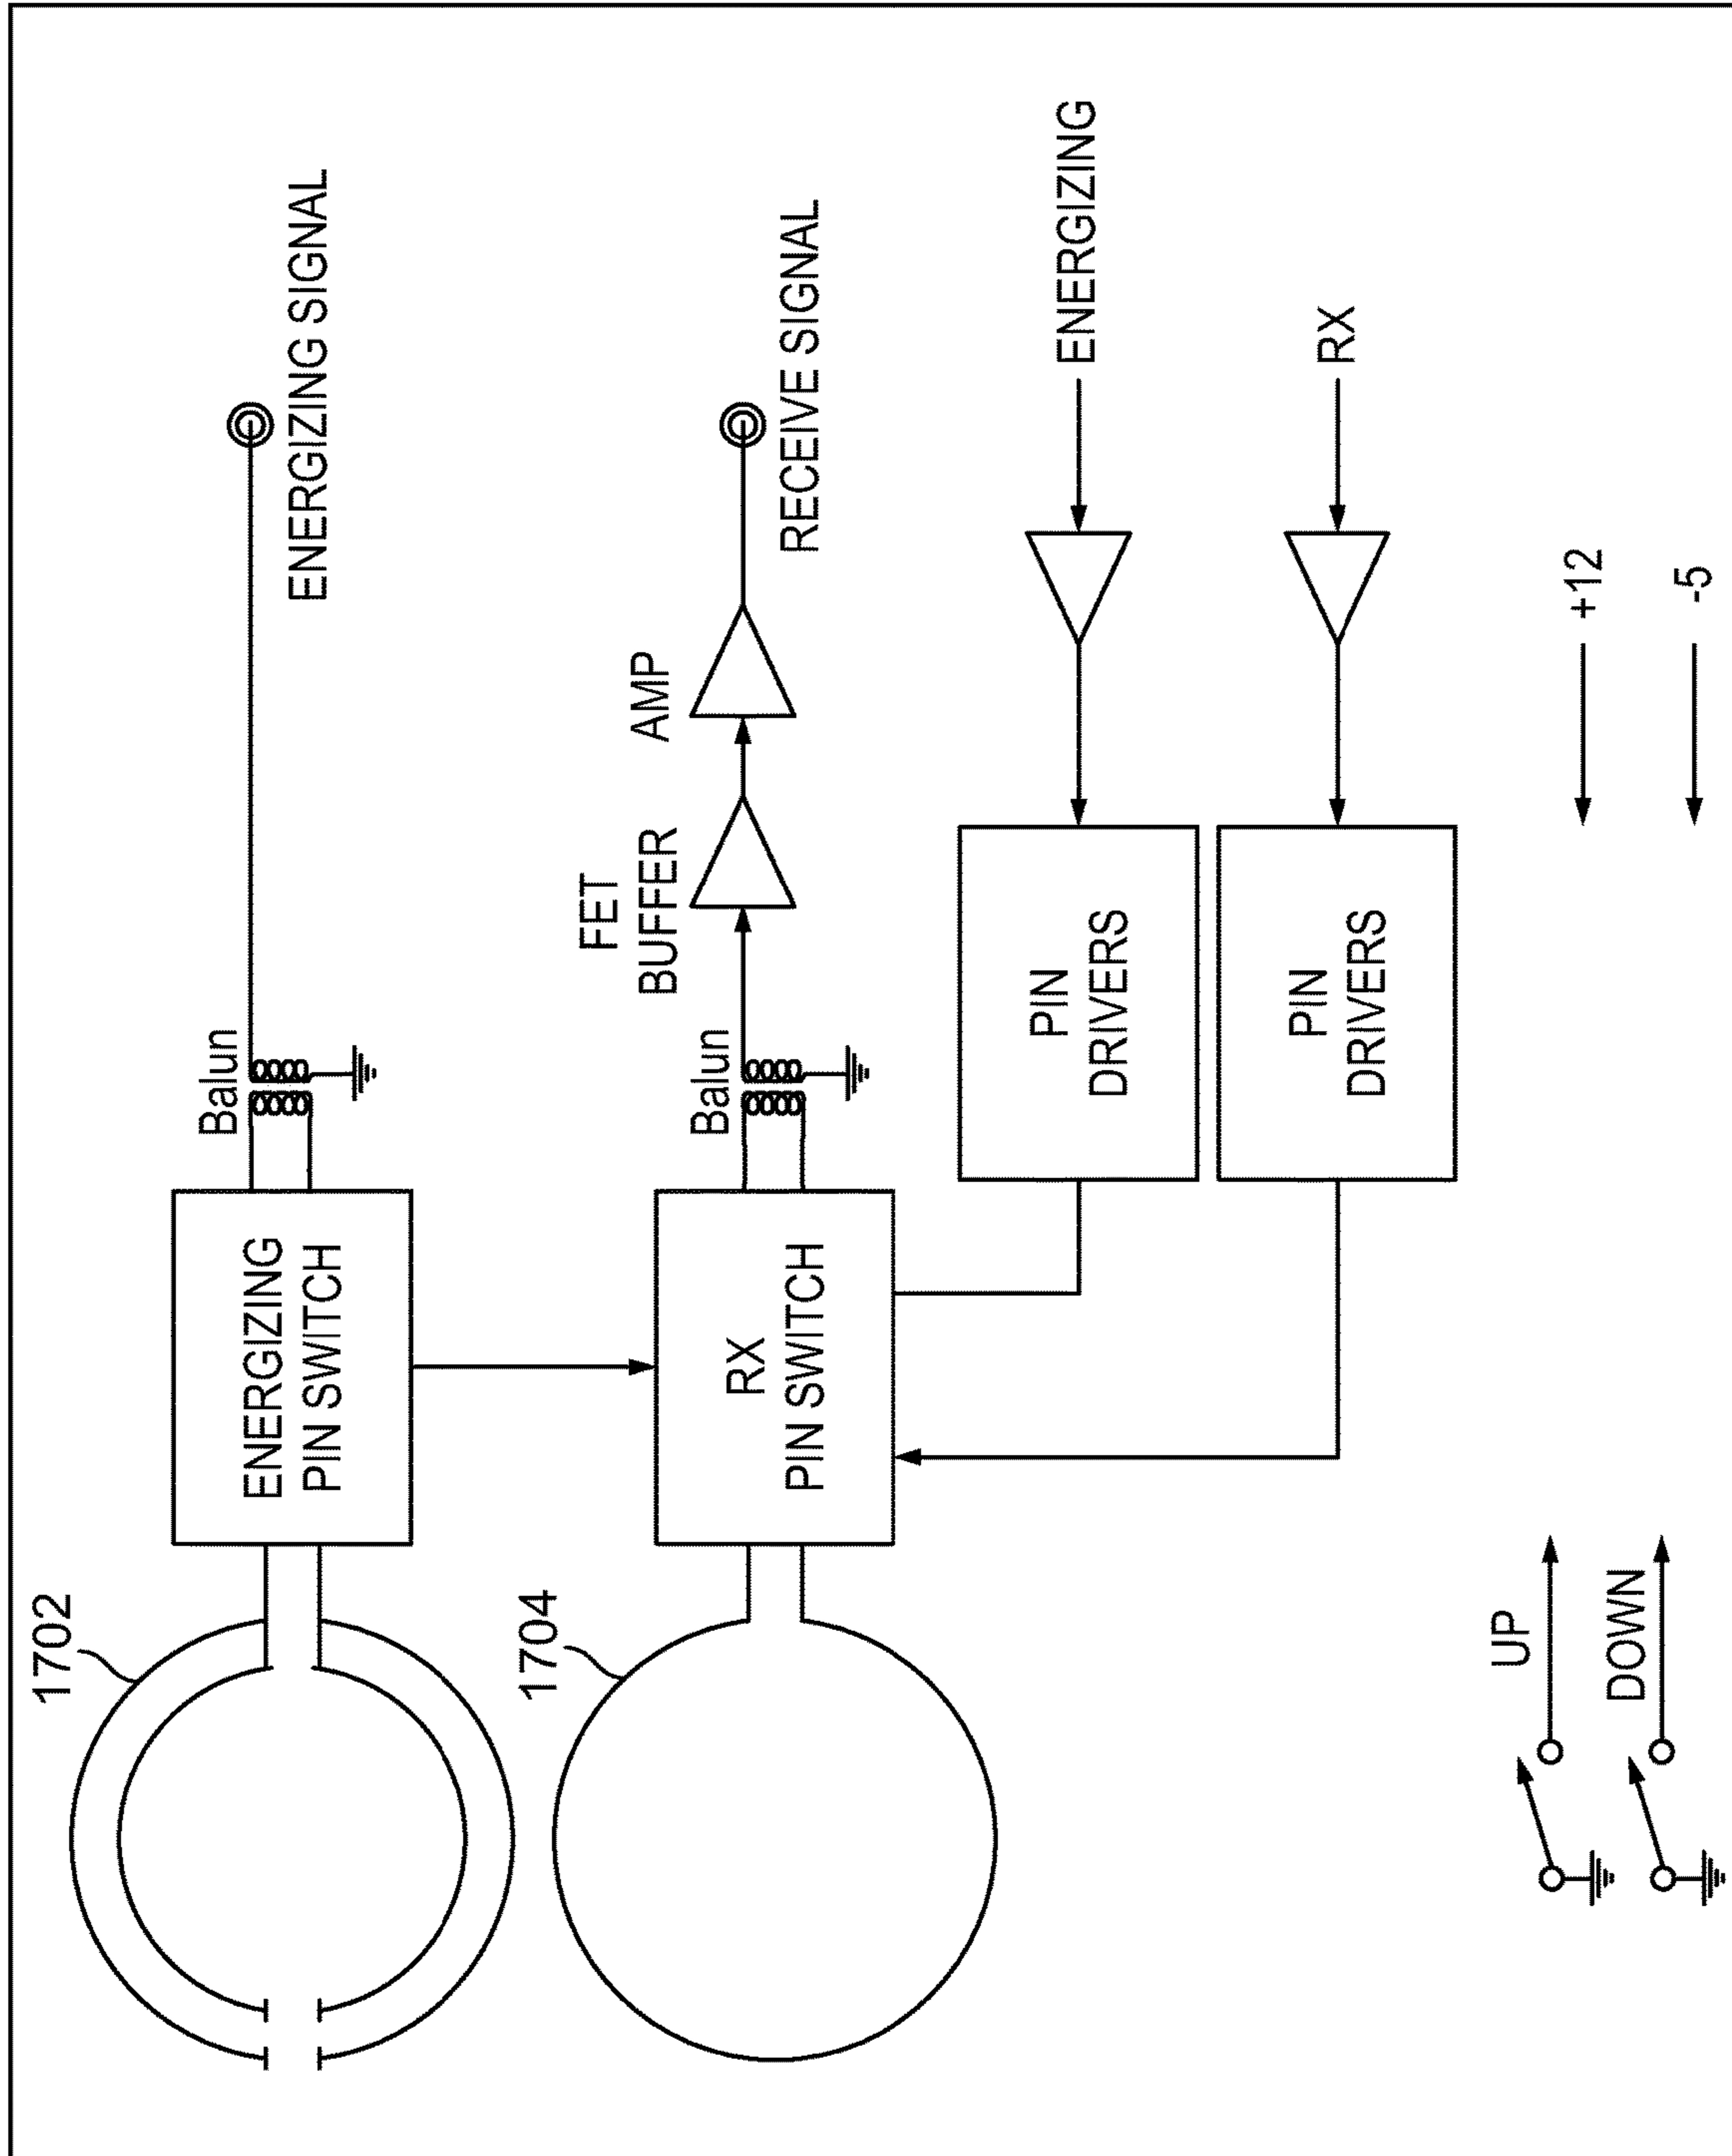 1702
ENERGIZING
PIN SWITCH
Balun
ENERGIZING SIGNAL
1704
RX
PIN SWITCH
Balun
FET
BUFFER
AMP
RECEIVE SIGNAL
PIN
DRIVERS
ENERGIZING
PIN
DRIVERS
RX
UP
DOWN
+12
-5